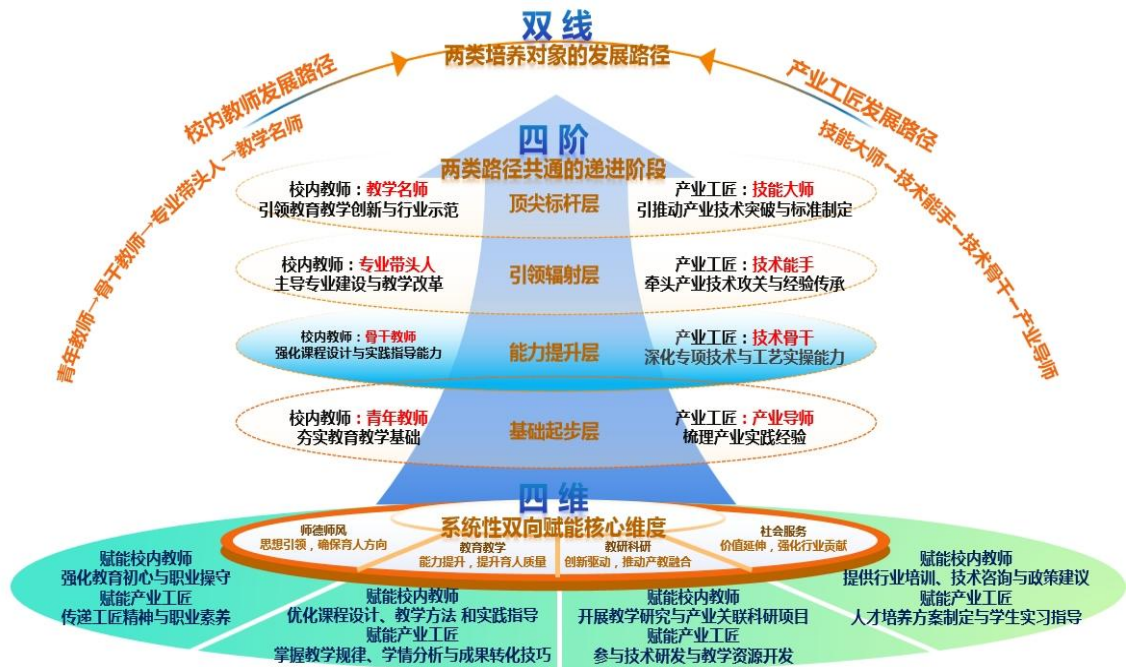 双 线
两类培养对象的发展路径
校内教师发展路径
青年教师→骨干教师→专业带头人→教学名师
产业工匠发展路径
技能大师←技术能手←技术骨干←产业导师
四 阶
两类路径共通的递进阶段
顶尖标杆层
校内教师：教学名师
引领教育教学创新与行业示范
产业工匠：技能大师
引推动产业技术突破与标准制定
引领辐射层
校内教师：专业带头人
主导专业建设与教学改革
产业工匠：技术能手
牵头产业技术攻关与经验传承
能力提升层
校内教师：骨干教师
强化课程设计与实践指导能力
产业工匠：技术骨干
深化专项技术与工艺实操能力
基础起步层
校内教师：青年教师
夯实教育教学基础
产业工匠：产业导师
梳理产业实践经验
四 维
系统性双向赋能核心维度
师德师风
思想引领，确保育人方向
教育教学
能力提升，提升育人质量
教研科研
创新驱动，推动产教融合
社会服务
价值延伸，强化行业贡献
赋能校内教师
强化教育初心与职业操守
赋能产业工匠
传递工匠精神与职业素养
赋能校内教师
优化课程设计、教学方法 和实践指导
赋能产业工匠
掌握教学规律、学情分析与成果转化技巧
赋能校内教师
开展教学研究与产业关联科研项目
赋能产业工匠
参与技术研发与教学资源开发
赋能校内教师
提供行业培训、技术咨询与政策建议
赋能产业工匠
人才培养方案制定与学生实习指导